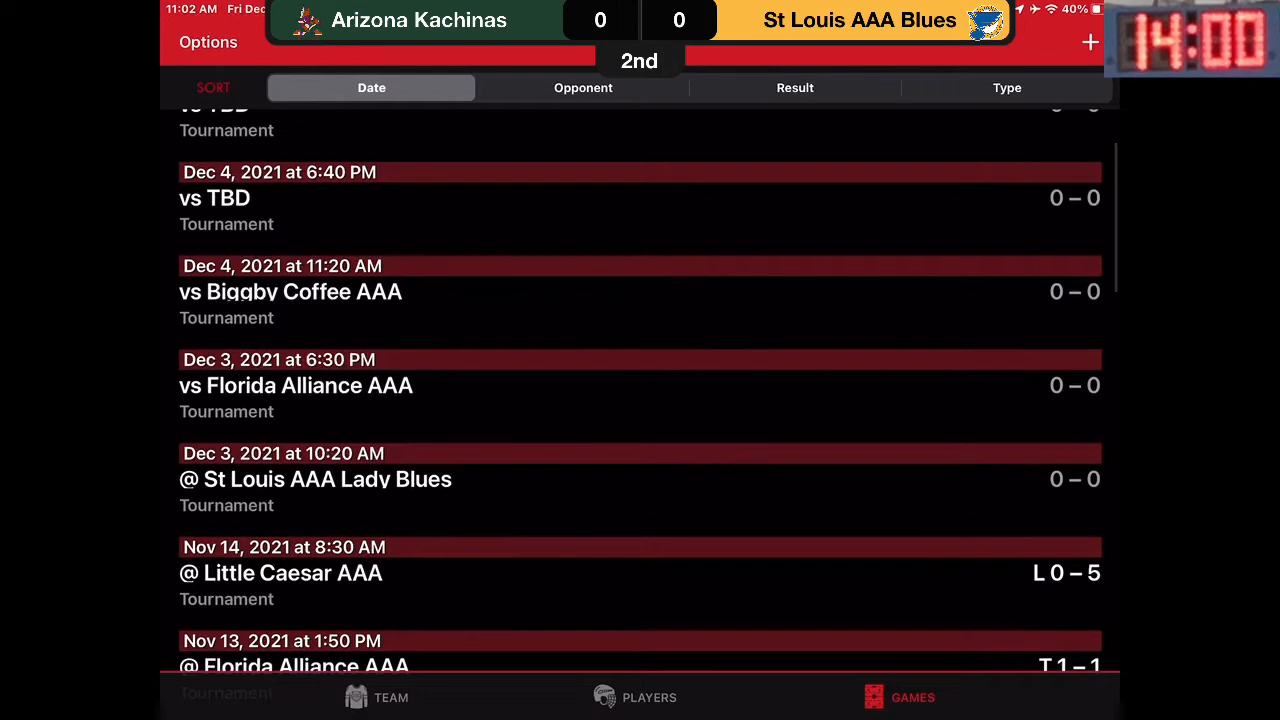 11:02 AM Fri Dec
Arizona Kachinas 0 0 St Louis AAA Blues
40%
14:00
Options
2nd
+
SORT Date Opponent Result Type
vs TBD
Tournament
Dec 4, 2021 at 6:40 PM
vs TBD 0 – 0
Tournament
Dec 4, 2021 at 11:20 AM
vs Biggby Coffee AAA 0 – 0
Tournament
Dec 3, 2021 at 6:30 PM
vs Florida Alliance AAA 0 – 0
Tournament
Dec 3, 2021 at 10:20 AM
@ St Louis AAA Lady Blues 0 – 0
Tournament
Nov 14, 2021 at 8:30 AM
@ Little Caesar AAA L 0 – 5
Tournament
Nov 13, 2021 at 1:50 PM
@ Florida Alliance AAA T 1 – 1
Tournament
TEAM PLAYERS GAMES